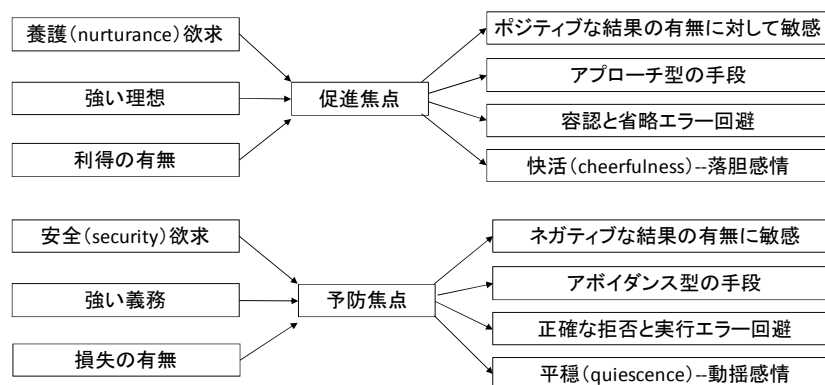 養護(nurturance)欲求
強い理想
利得の有無
促進焦点
ポジティブな結果の有無に対して敏感
アプローチ型の手段
容認と省略エラー回避
快活(cheerfulness)--落胆感情
安全(security)欲求
強い義務
損失の有無
予防焦点
ネガティブな結果の有無に敏感
アボイダンス型の手段
正確な拒否と実行エラー回避
平穏(quiescence)--動揺感情